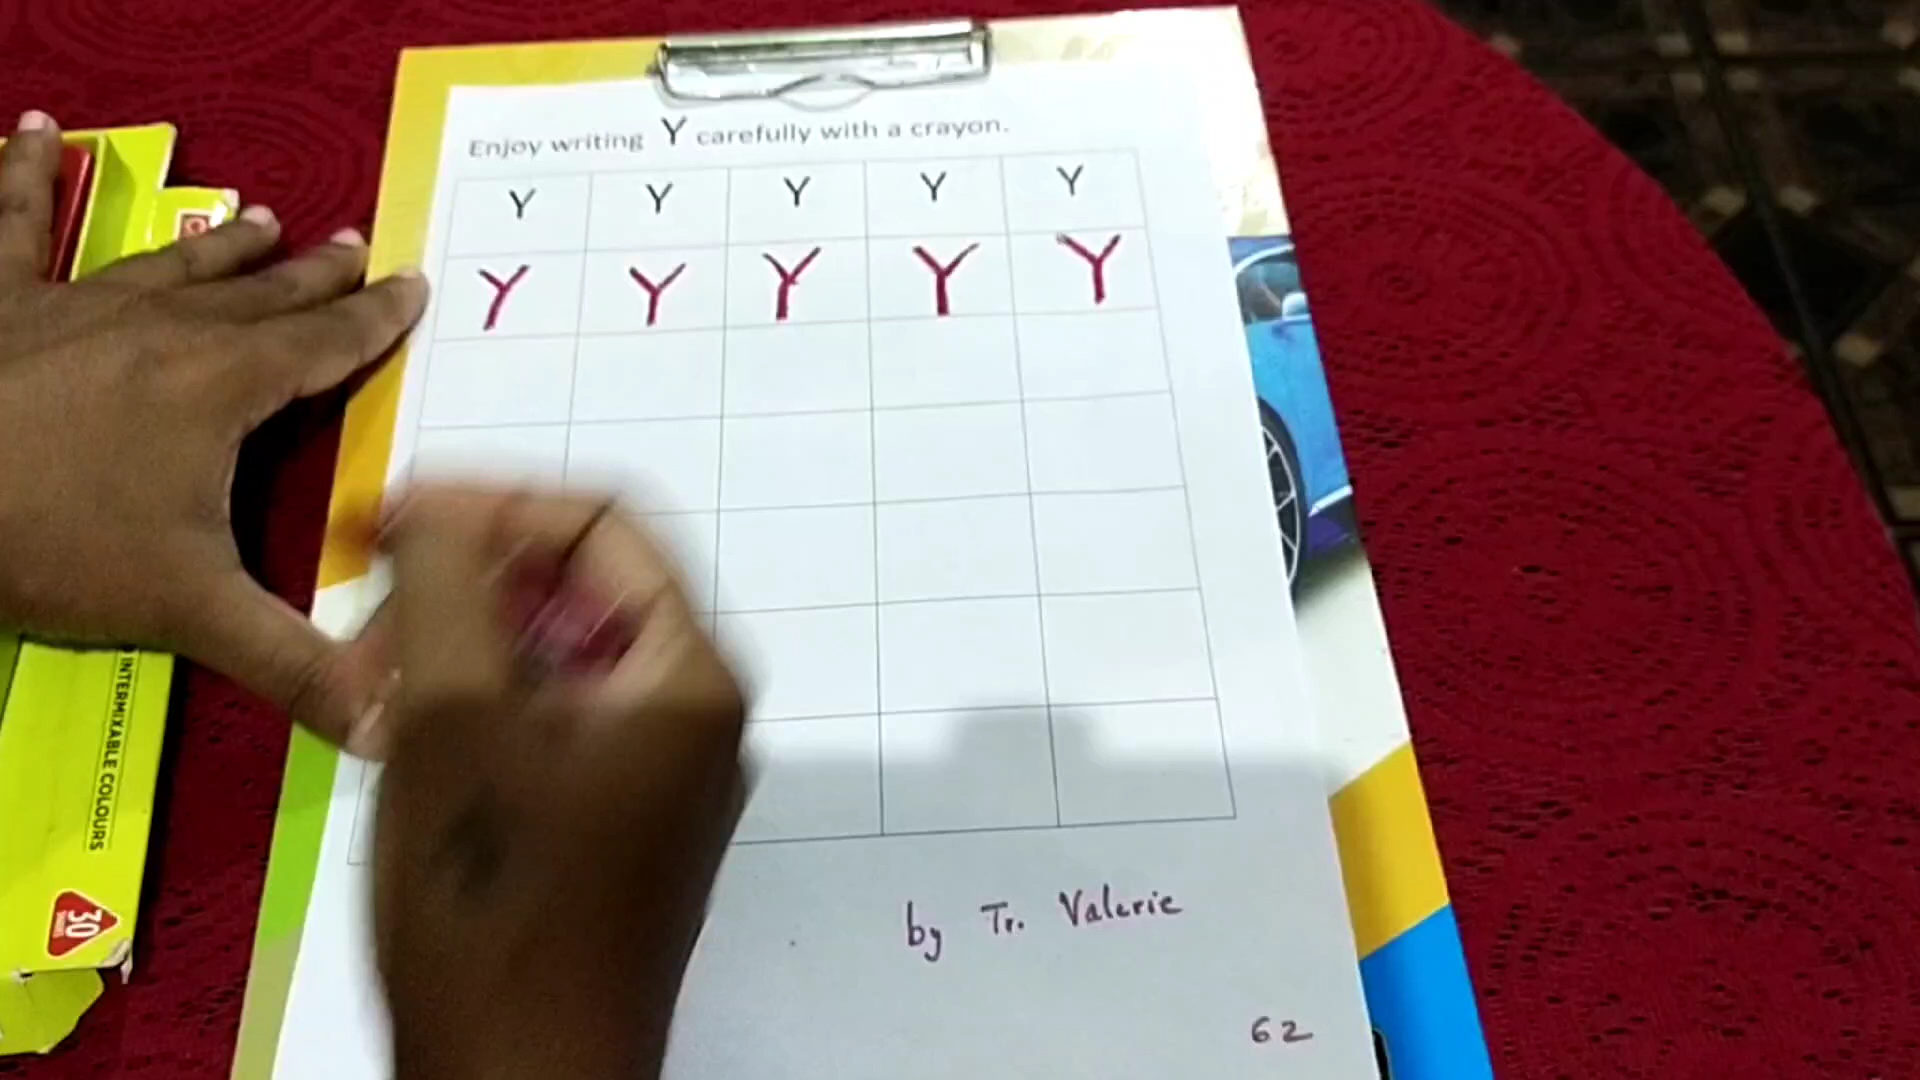 Enjoy writing Y carefully with a crayon.
Y Y Y Y Y
Y Y Y Y Y
by Tr. Valerie
62
INTERMIXABLE COLOURS
30